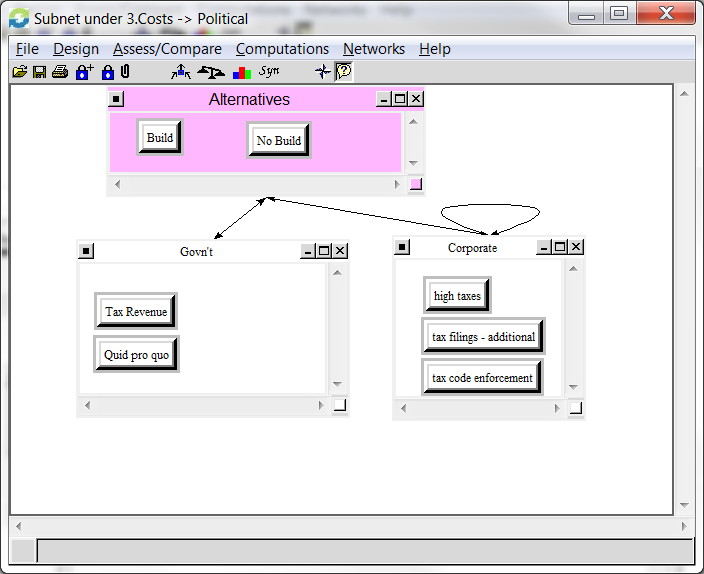 Subnet under 3.Costs -> Political
File Design Assess/Compare Computations Networks Help
Syn
Alternatives
Build
No Build
Govn't
Tax Revenue
Quid pro quo
Corporate
high taxes
tax filings - additional
tax code enforcement